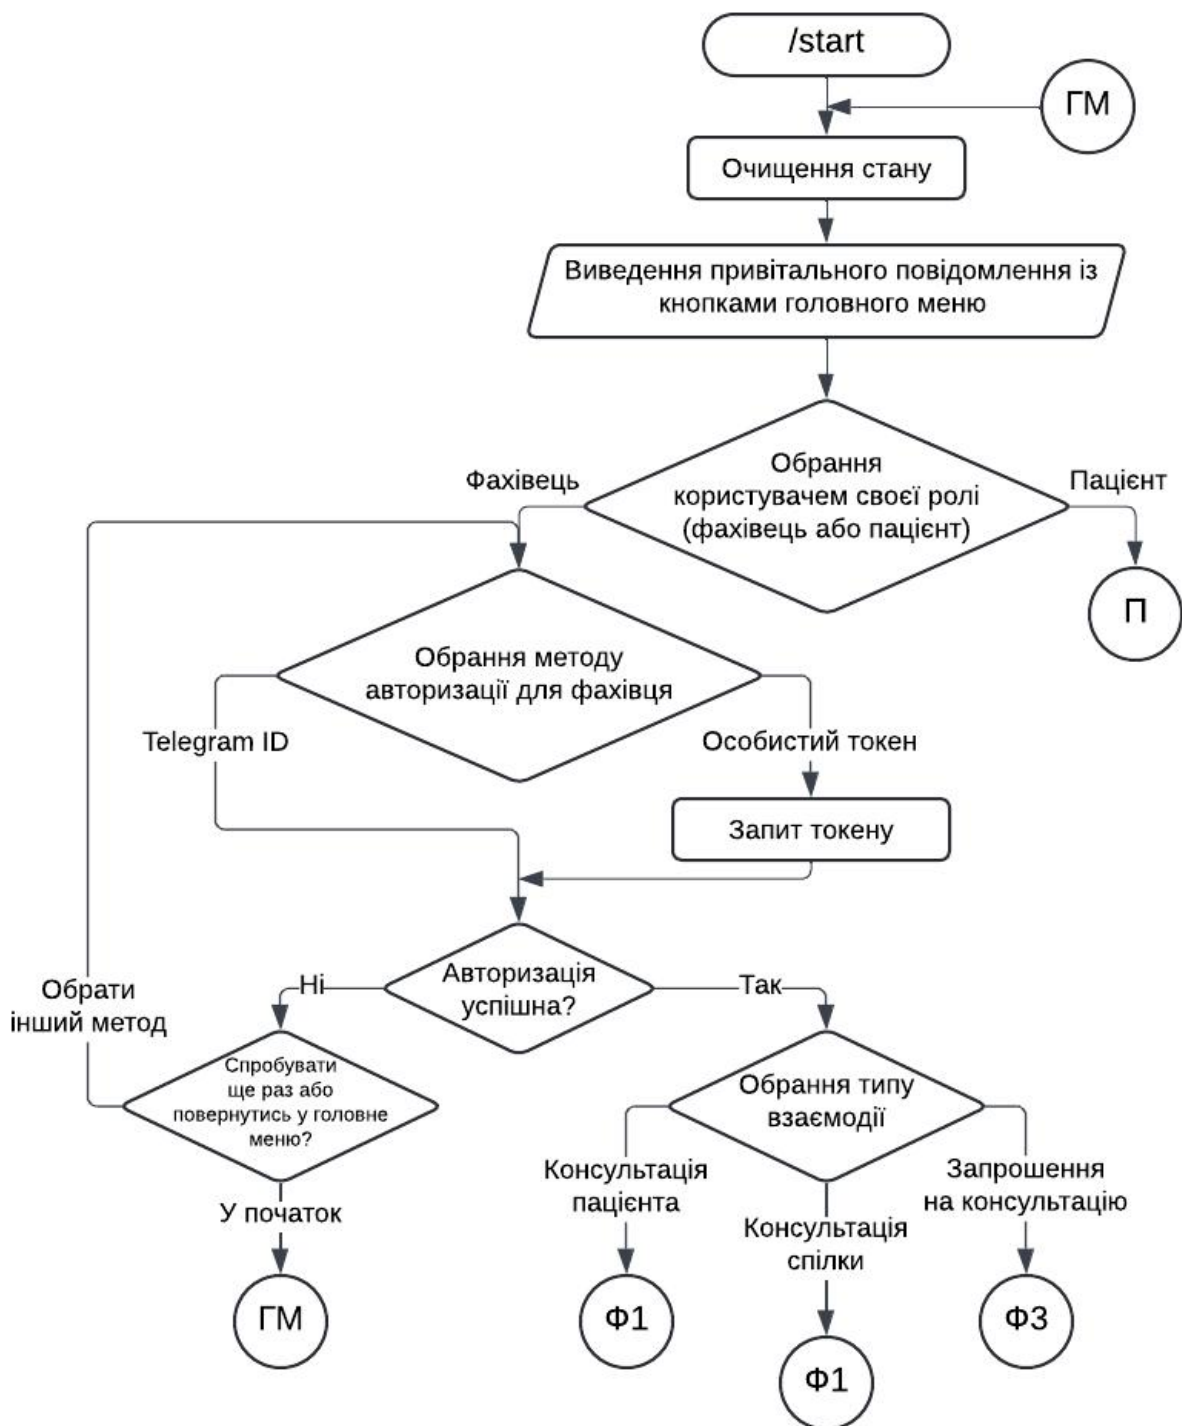 /start
ГМ
Очищення стану
Виведення привітального повідомлення із
кнопками головного меню
Обрання
користувачем своєї ролі
(фахівець або пацієнт)
Фахівець
Пацієнт
П
Обрання методу
авторизації для фахівця
Telegram ID
Особистий токен
Запит токену
Авторизація
успішна?
Ні
Так
Обрати
інший метод
Спробувати
ще раз або
повернутись у головне
меню?
Обрання типу
взаємодії
У початок
Консультація
пацієнта
Консультація
спілки
Запрошення
на консультацію
ГМ
Ф1
Ф1
Ф3